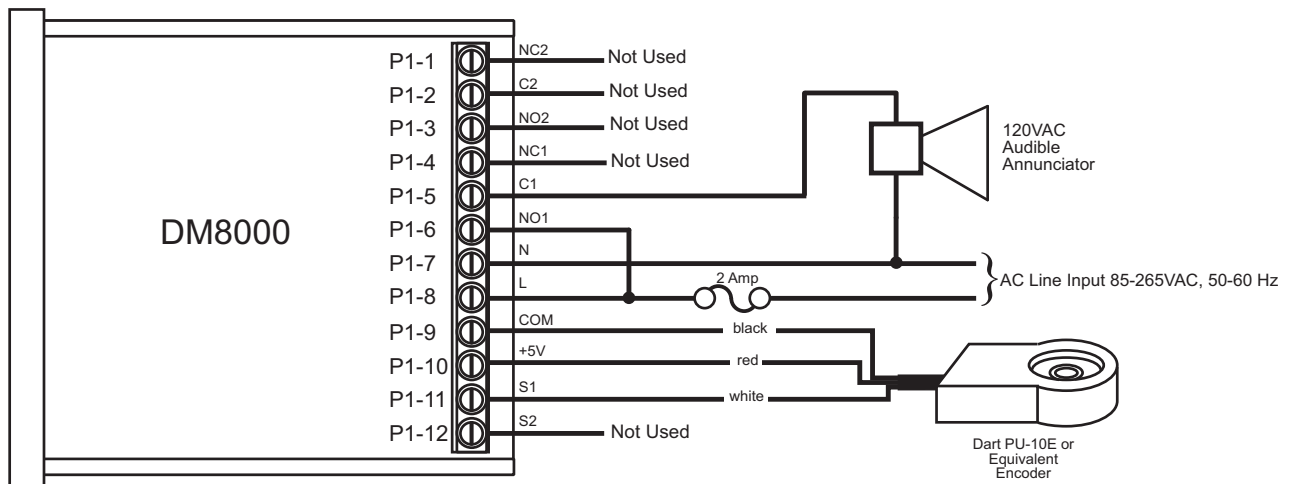 DM8000
P1-1 NC2 Not Used
P1-2 C2 Not Used
P1-3 NO2 Not Used
P1-4 NC1 Not Used
P1-5 C1
P1-6 NO1
P1-7 N
P1-8 L 2 Amp
P1-9 COM black
P1-10 +5V red
P1-11 S1 white
P1-12 S2 Not Used
120VAC
Audible
Annunciator
AC Line Input 85-265VAC, 50-60 Hz
Dart PU-10E or
Equivalent
Encoder